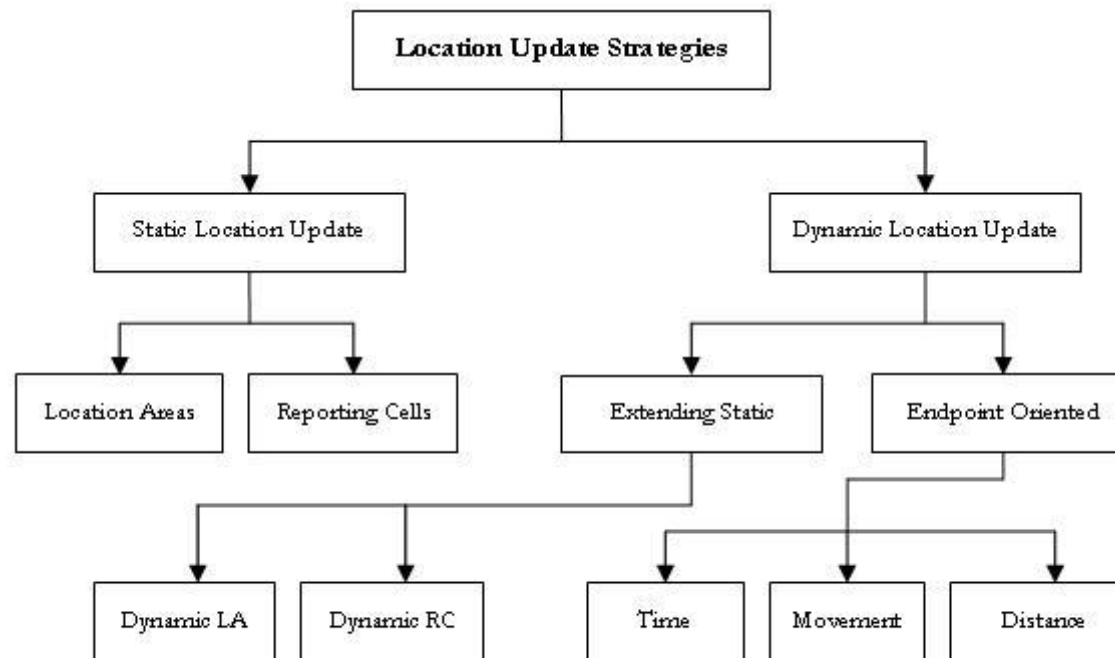 Location Update Strategies
Static Location Update
Dynamic Location Update
Location Areas
Reporting Cells
Extending Static
Endpoint Oriented
Dynamic LA
Dynamic RC
Time
Movement
Distance